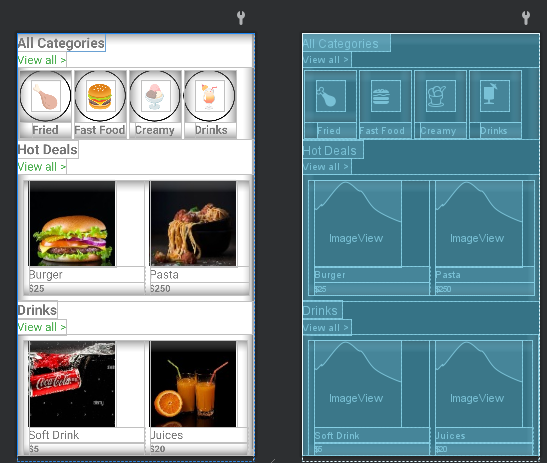 All Categories
View all >
Fried Fast Food Creamy Drinks
Hot Deals
View all >
Burger Pasta
$25 $250
Drinks
View all >
Coca-Cola
Soft Drink Juices
$5 $20
All Categories
View all >
Fried Fast Food Creamy Drinks
Hot Deals
View all >
ImageView ImageView
Burger Pasta
$25 $250
Drinks
View all >
ImageView ImageView
Soft Drink Juices
$5 $20